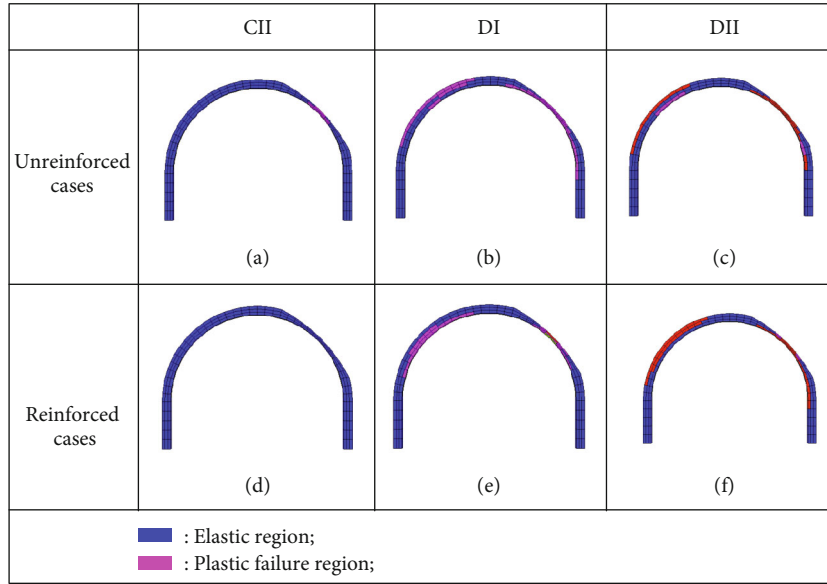 CII DI DII
Unreinforced
cases
(a) (b) (c)
Reinforced
cases
(d) (e) (f)
: Elastic region;
: Plastic failure region;